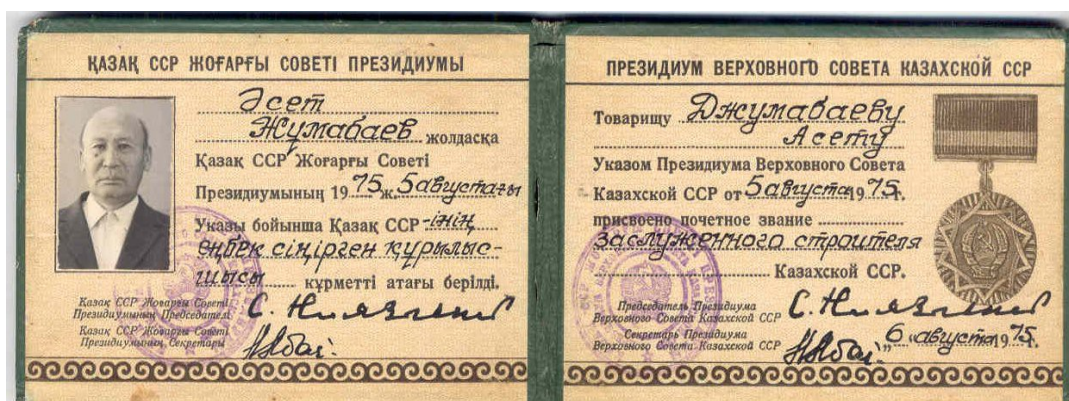 ҚАЗАҚ ССР ЖОҒАРҒЫ СОВЕТІ ПРЕЗИДИУМЫ
Әсет
Жұмабаев жолдасқа
Қазақ ССР Жоғарғы Советі
Президиумының 1975 ж. 5 августағы
Указы бойынша Қазақ ССР-інің
еңбек сіңірген құрылыс-
шысы құрметті атағы берілді.
Қазақ ССР Жоғарғы Советі
Президиумының Председателі
Қазақ ССР Жоғарғы Советі
Президиумының Секретары
ПРЕЗИДИУМ ВЕРХОВНОГО СОВЕТА КАЗАХСКОЙ ССР
Товарищу Джумабаеву
Асету
Указом Президиума Верховного Совета
Казахской ССР от 5 августа 1975 г.
присвоено почетное звание
заслуженного строителя
Казахской ССР.
Председатель Президиума
Верховного Совета Казахской ССР
Секретарь Президиума
Верховного Совета Казахской ССР
"6" августа 1975 г.